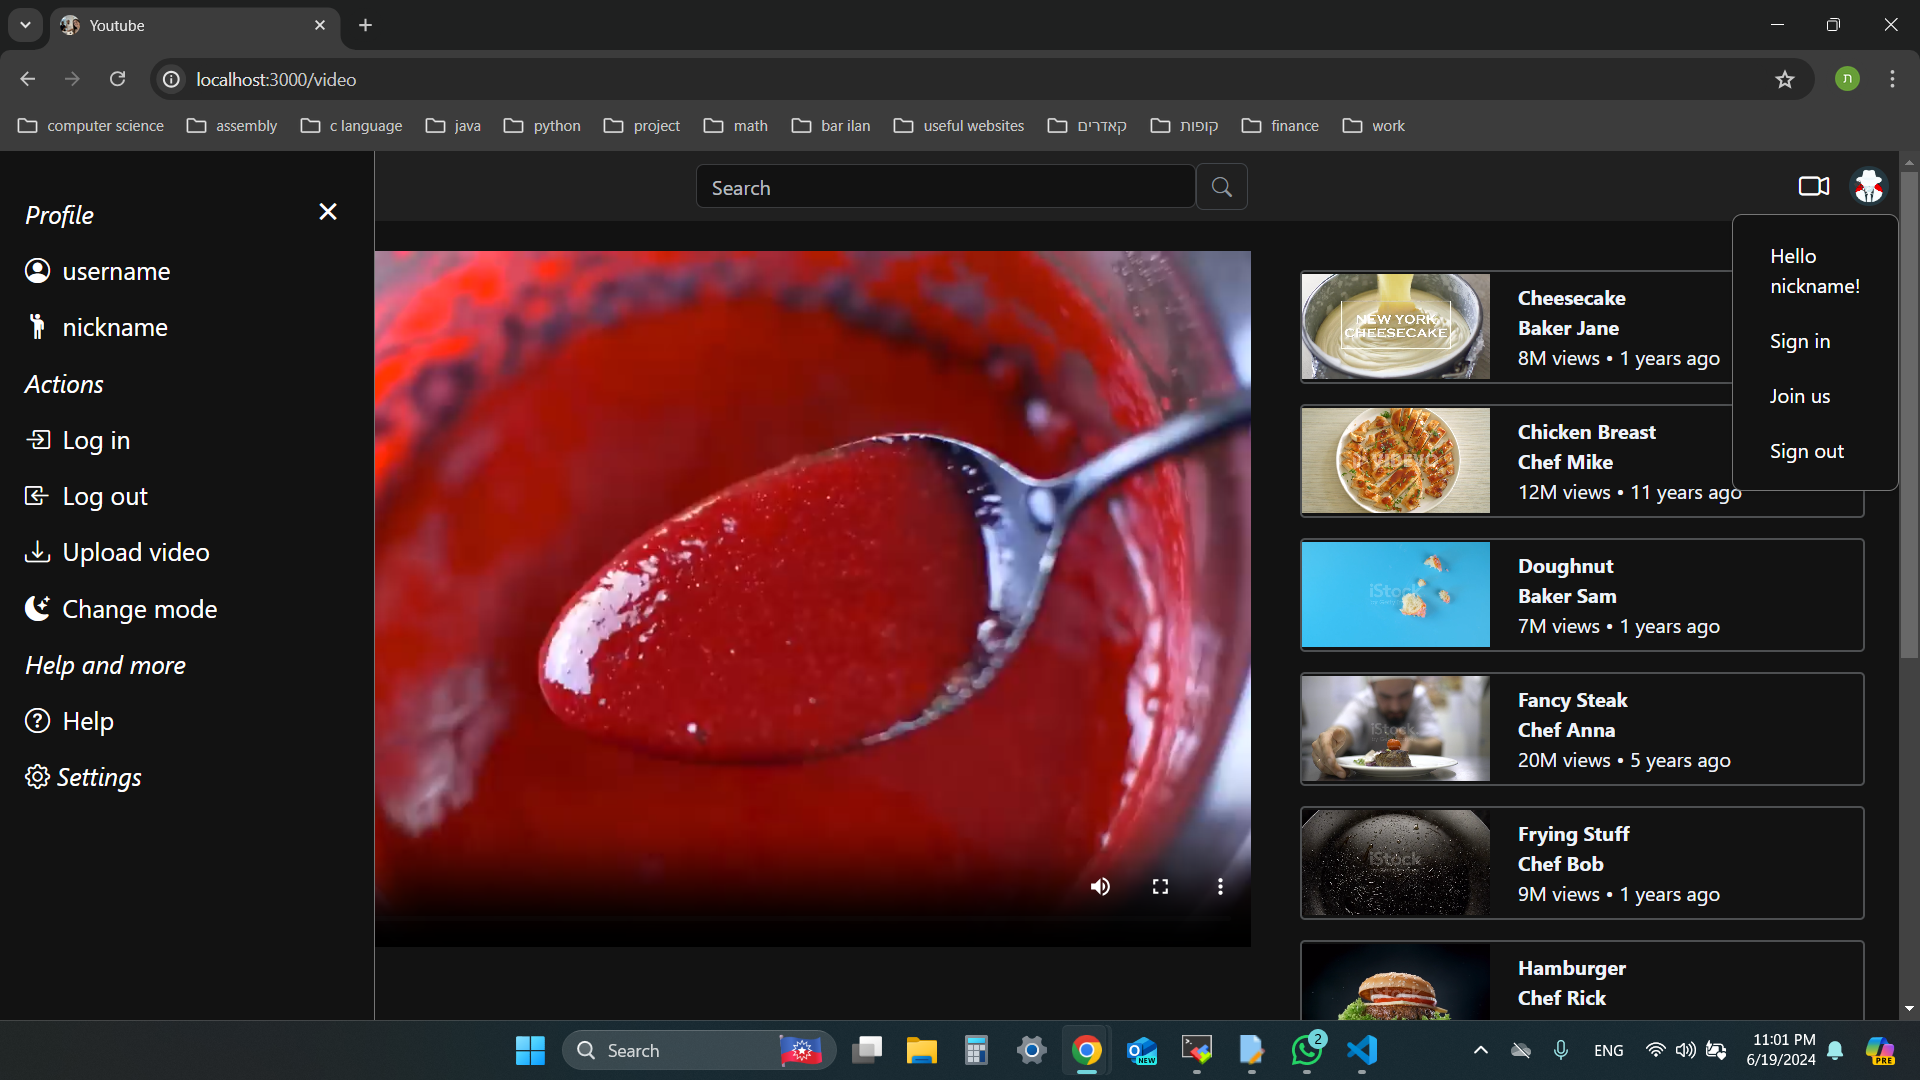 Youtube
localhost:3000/video
ת
computer science
assembly
c language
java
python
project
math
bar ilan
useful websites
קאדרים
קופות
finance
work
Profile
username
nickname
Actions
Log in
Log out
Upload video
Change mode
Help and more
Help
Settings
Search
Hello
nickname!
Sign in
Join us
Sign out
NEW YORK
CHEESECAKE
Cheesecake
Baker Jane
8M views • 1 years ago
Chicken Breast
Chef Mike
12M views • 11 years ago
iStock
Doughnut
Baker Sam
7M views • 1 years ago
iStock
Fancy Steak
Chef Anna
20M views • 5 years ago
iStock
Frying Stuff
Chef Bob
9M views • 1 years ago
Hamburger
Chef Rick
Search
NEW
2
ENG
11:01 PM
6/19/2024
PRE